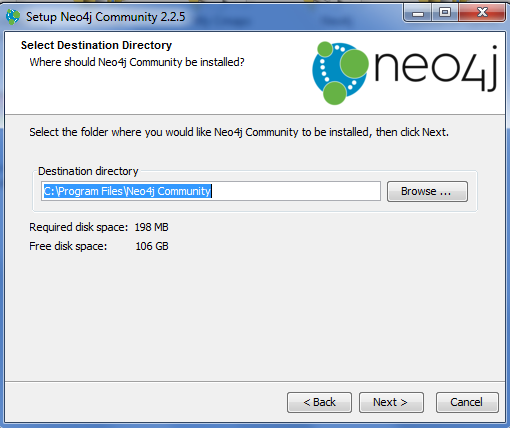 Setup Neo4j Community 2.2.5
Select Destination Directory
Where should Neo4j Community be installed?
neo4j
Select the folder where you would like Neo4j Community to be installed, then click Next.
Destination directory
C:\Program Files\Neo4j Community
Browse ...
Required disk space: 198 MB
Free disk space: 106 GB
< Back
Next >
Cancel